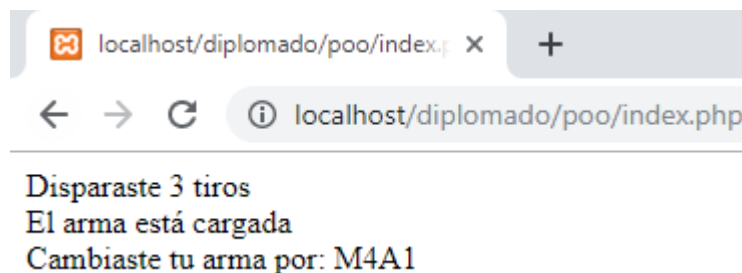 localhost/diplomado/poo/index.p
localhost/diplomado/poo/index.php
Disparaste 3 tiros
El arma está cargada
Cambiaste tu arma por: M4A1